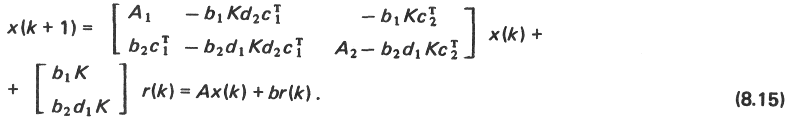 x(k + 1) = [ A₁ − b₁Kd₂c₁ᵀ − b₁Kc₂ᵀ
b₂c₁ᵀ − b₂d₁Kd₂c₁ᵀ A₂ − b₂d₁Kc₂ᵀ ] x(k) +
+ [ b₁K
b₂d₁K ] r(k) = Ax(k) + br(k) . (8.15)